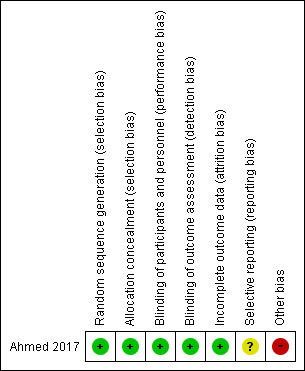 Random sequence generation (selection bias)
Allocation concealment (selection bias)
Blinding of participants and personnel (performance bias)
Blinding of outcome assessment (detection bias)
Incomplete outcome data (attrition bias)
Selective reporting (reporting bias)
Other bias
Ahmed 2017 + + + + + ? -